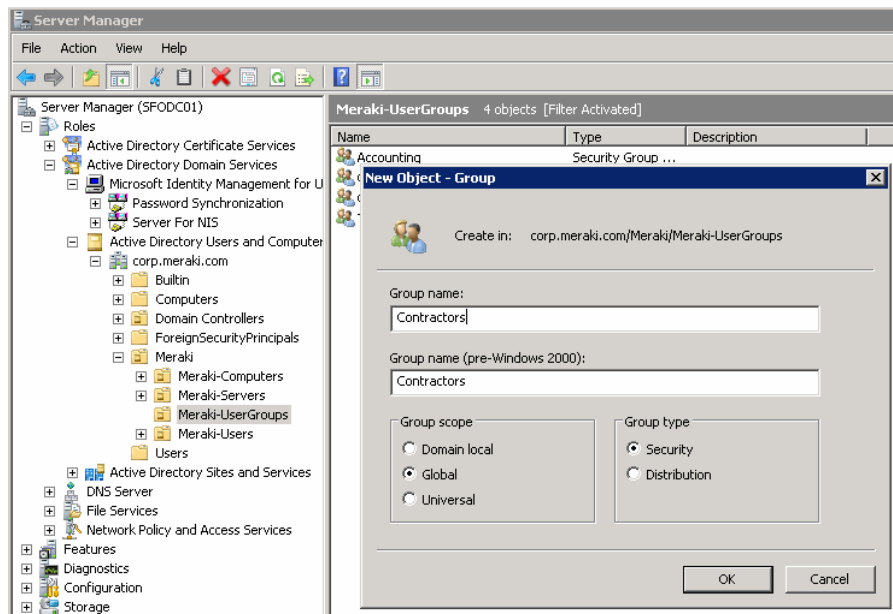 Server Manager
File Action View Help
Server Manager (SFODC01)
Roles
Active Directory Certificate Services
Active Directory Domain Services
Microsoft Identity Management for U
Password Synchronization
Server For NIS
Active Directory Users and Computer
corp.meraki.com
Builtin
Computers
Domain Controllers
ForeignSecurityPrincipals
Meraki
Meraki-Computers
Meraki-Servers
Meraki-UserGroups
Meraki-Users
Users
Active Directory Sites and Services
DNS Server
File Services
Network Policy and Access Services
Features
Diagnostics
Configuration
Storage
Meraki-UserGroups 4 objects [Filter Activated]
Name Type Description
Accounting Security Group ...
New Object - Group
Create in: corp.meraki.com/Meraki/Meraki-UserGroups
Group name:
Contractors
Group name (pre-Windows 2000):
Contractors
Group scope
Domain local
Global
Universal
Group type
Security
Distribution
OK Cancel